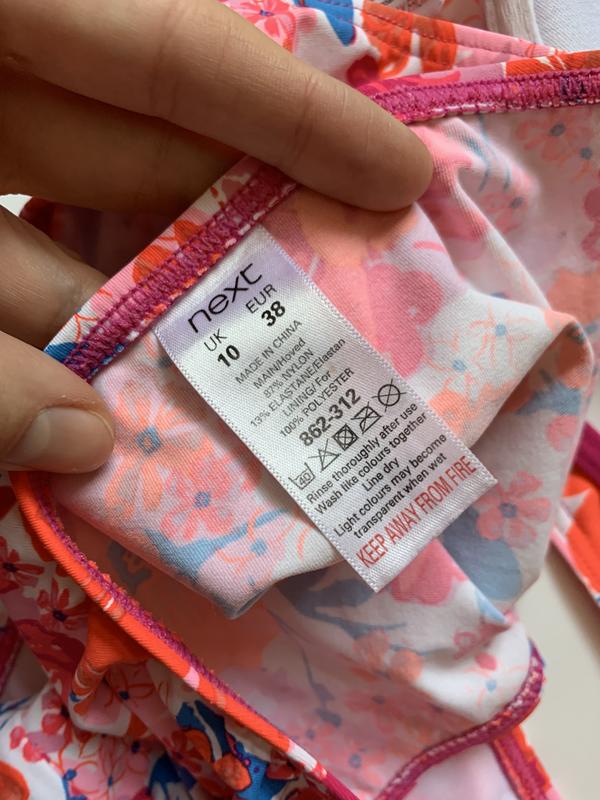 next
UK EUR
10 38
MADE IN CHINA
MAIN/Hoved
87% NYLON
13% ELASTANE/Elastan
LINING/ For
100% POLYESTER
862-312
40
Rinse thoroughly after use
Wash like colours together
Line dry
Light colours may become
transparent when wet
KEEP AWAY FROM FIRE